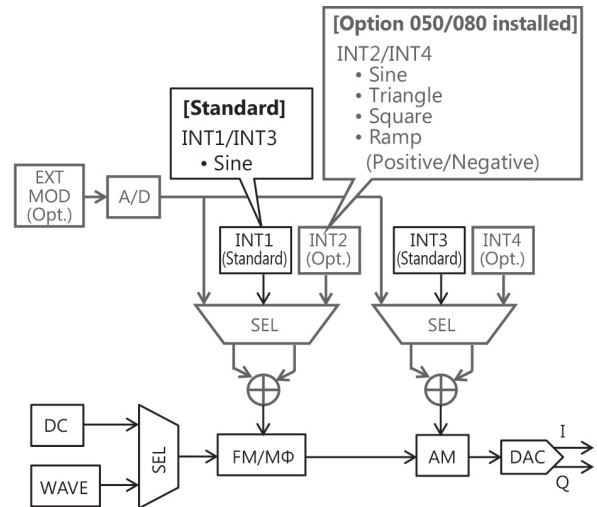 [Option 050/080 installed]
INT2/INT4
• Sine
• Triangle
• Square
• Ramp
(Positive/Negative)
[Standard]
INT1/INT3
• Sine
EXT
MOD
(Opt.)
A/D
INT1
(Standard)
INT2
(Opt.)
INT3
(Standard)
INT4
(Opt.)
SEL
SEL
DC
WAVE
SEL
FM/MΦ
AM
DAC
I
Q